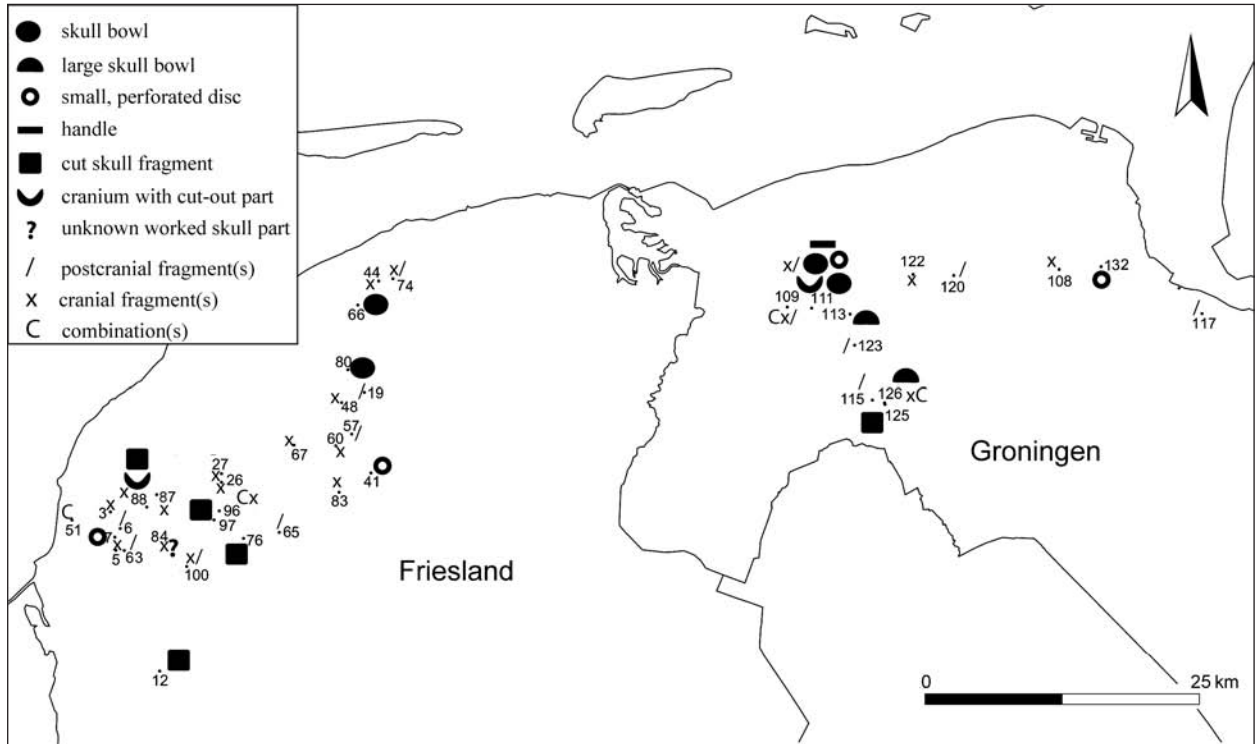 skull bowl
large skull bowl
small, perforated disc
handle
cut skull fragment
cranium with cut-out part
? unknown worked skull part
/ postcranial fragment(s)
x cranial fragment(s)
C combination(s)
44 x/
x 74
66
80
/ 19
x 48
57
60 /
x
x 67
41
x
83
27
x 26
x Cx
96
97
76
/
65
x 88 87
3 x x
C
51
/
7 6
x /
5 63
84
x ?
x/
100
12
Friesland
x/
109 111
Cx/ 113
122
x
/
120
x
108
132
/
117
/ 123
/
115 126 xC
125
Groningen
0 25 km